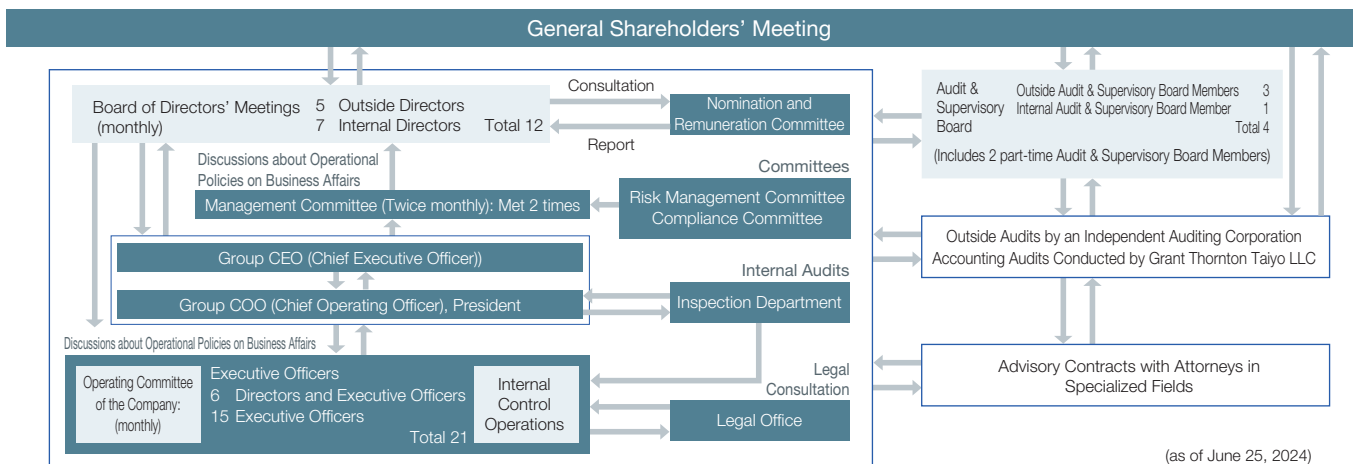 General Shareholders' Meeting
Board of Directors' Meetings
(monthly)
5 Outside Directors
7 Internal Directors Total 12
Consultation
Report
Nomination and
Remuneration Committee
Audit &
Supervisory
Board
Outside Audit & Supervisory Board Members 3
Internal Audit & Supervisory Board Member 1
Total 4
(Includes 2 part-time Audit & Supervisory Board Members)
Discussions about Operational
Policies on Business Affairs
Management Committee (Twice monthly): Met 2 times
Committees
Risk Management Committee
Compliance Committee
Group CEO (Chief Executive Officer))
Group COO (Chief Operating Officer), President
Internal Audits
Inspection Department
Outside Audits by an Independent Auditing Corporation
Accounting Audits Conducted by Grant Thornton Taiyo LLC
Discussions about Operational Policies on Business Affairs
Operating Committee
of the Company:
(monthly)
Executive Officers
6 Directors and Executive Officers
15 Executive Officers
Total 21
Internal
Control
Operations
Legal
Consultation
Legal Office
Advisory Contracts with Attorneys in
Specialized Fields
(as of June 25, 2024)